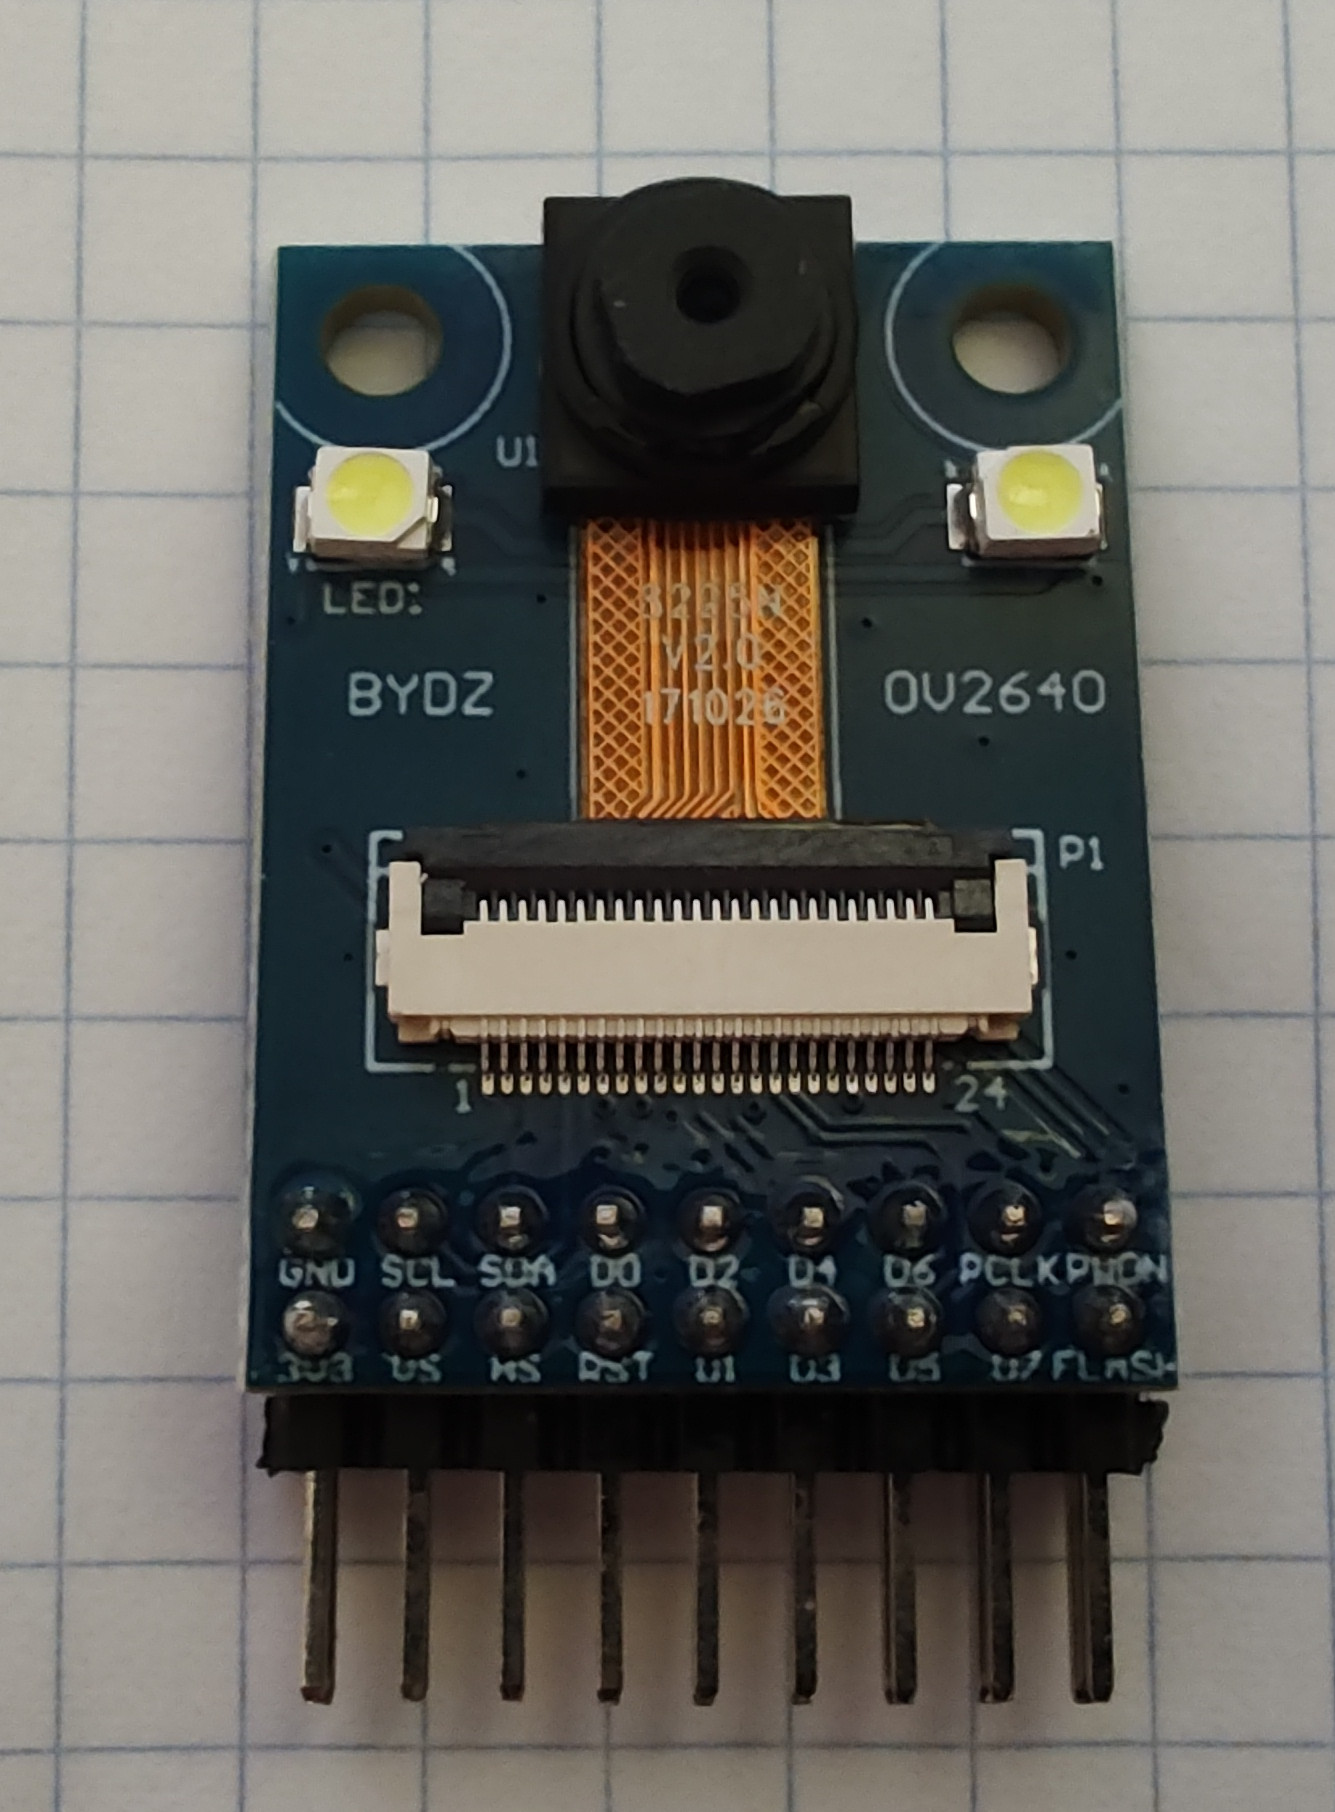 U1
LED1
3225N
V2.0
171026
BYDZ OV2640
P1
1 24
GND SCL SDA D0 D2 D4 D6 PCLK PWDN
3V3 VS HS RST D1 D3 D5 D7 FLASH